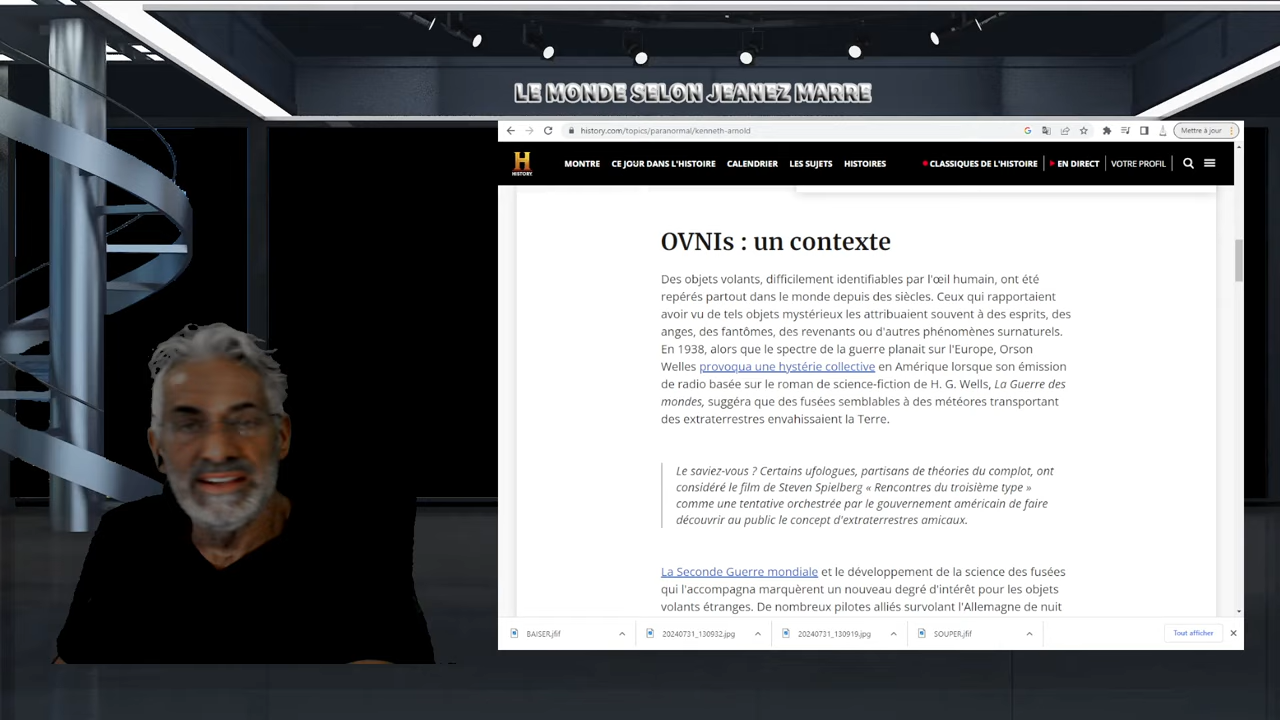 LE MONDE SELON JEANEZ MARRE
history.com/topics/paranormal/kenneth-arnold
Mettre à jour
H
HISTORY.
MONTRE
CE JOUR DANS L'HISTOIRE
CALENDRIER
LES SUJETS
HISTOIRES
CLASSIQUES DE L'HISTOIRE
EN DIRECT
VOTRE PROFIL
OVNIs : un contexte
Des objets volants, difficilement identifiables par l'œil humain, ont été
repérés partout dans le monde depuis des siècles. Ceux qui rapportaient
avoir vu de tels objets mystérieux les attribuaient souvent à des esprits, des
anges, des fantômes, des revenants ou d'autres phénomènes surnaturels.
En 1938, alors que le spectre de la guerre planait sur l'Europe, Orson
Welles provoqua une hystérie collective en Amérique lorsque son émission
de radio basée sur le roman de science-fiction de H. G. Wells, La Guerre des
mondes, suggéra que des fusées semblables à des météores transportant
des extraterrestres envahissaient la Terre.
Le saviez-vous ? Certains ufologues, partisans de théories du complot, ont
considéré le film de Steven Spielberg « Rencontres du troisième type »
comme une tentative orchestrée par le gouvernement américain de faire
découvrir au public le concept d'extraterrestres amicaux.
La Seconde Guerre mondiale et le développement de la science des fusées
qui l'accompagna marquèrent un nouveau degré d'intérêt pour les objets
volants étranges. De nombreux pilotes alliés survolant l'Allemagne de nuit
BAISER.jfif
20240731_130932.jpg
20240731_130919.jpg
SOUPER.jfif
Tout afficher